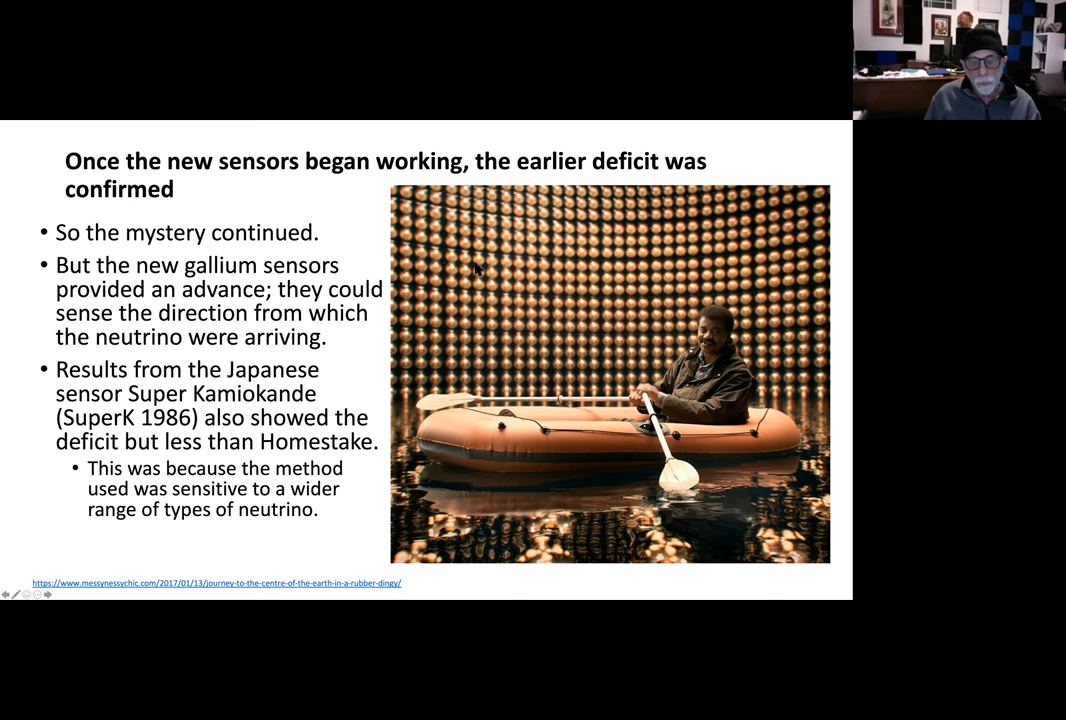 Once the new sensors began working, the earlier deficit was
confirmed
• So the mystery continued.
• But the new gallium sensors
provided an advance; they could
sense the direction from which
the neutrino were arriving.
• Results from the Japanese
sensor Super Kamiokande
(SuperK 1986) also showed the
deficit but less than Homestake.
• This was because the method
used was sensitive to a wider
range of types of neutrino.
https://www.messynessychic.com/2017/01/13/journey-to-the-centre-of-the-earth-in-a-rubber-dingy/